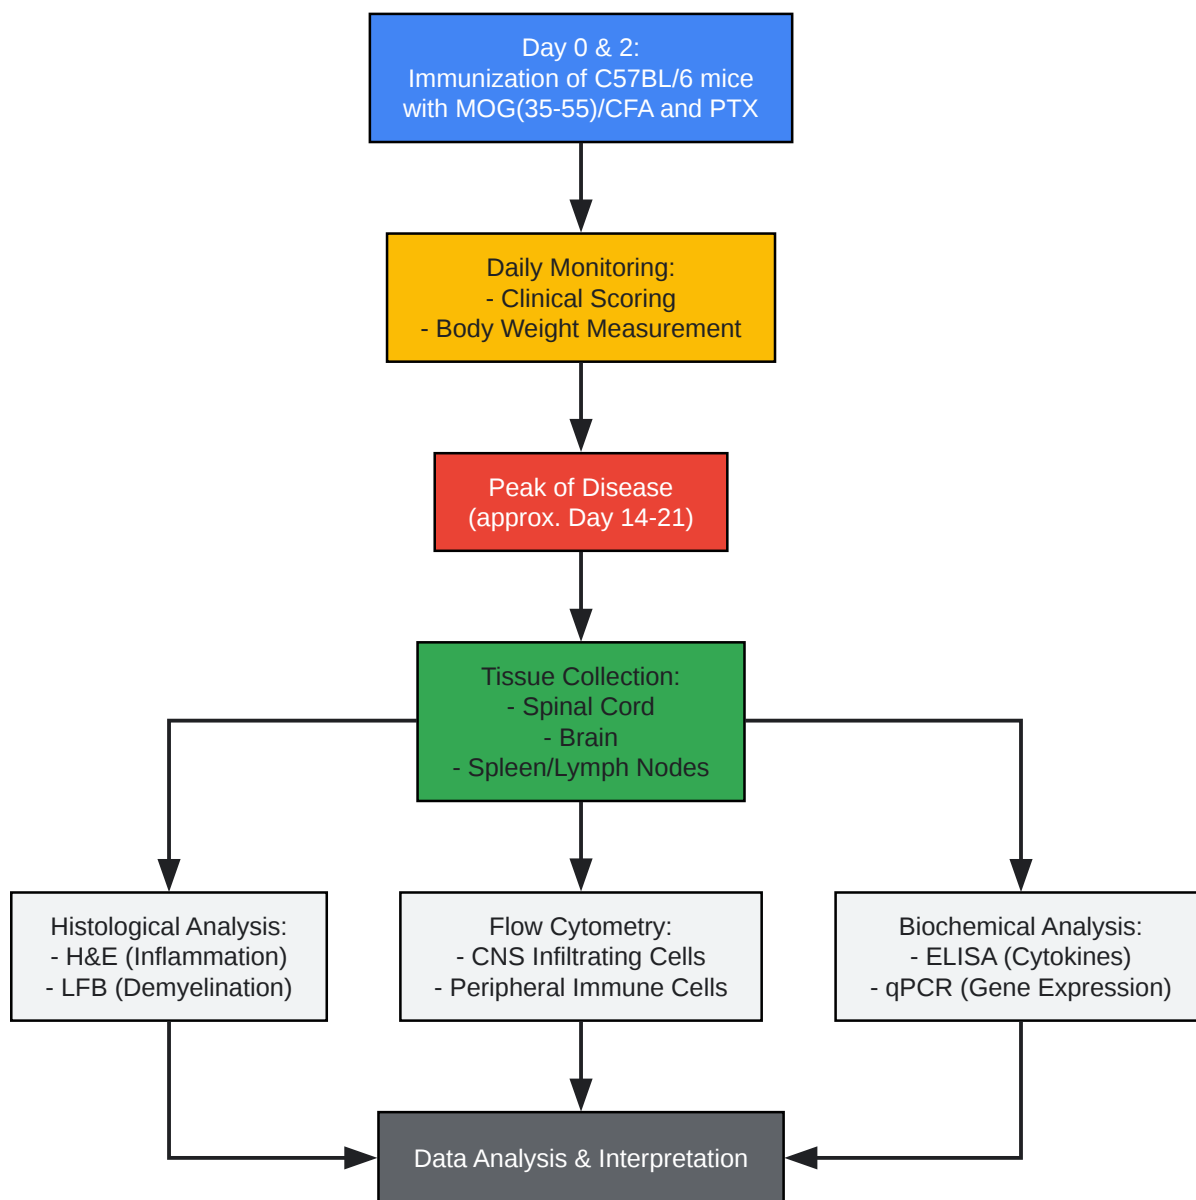 Day 0 & 2:
Immunization of C57BL/6 mice
with MOG(35-55)/CFA and PTX
Daily Monitoring:
- Clinical Scoring
- Body Weight Measurement
Peak of Disease
(approx. Day 14-21)
Tissue Collection:
- Spinal Cord
- Brain
- Spleen/Lymph Nodes
Histological Analysis:
- H&E (Inflammation)
- LFB (Demyelination)
Flow Cytometry:
- CNS Infiltrating Cells
- Peripheral Immune Cells
Biochemical Analysis:
- ELISA (Cytokines)
- qPCR (Gene Expression)
Data Analysis & Interpretation